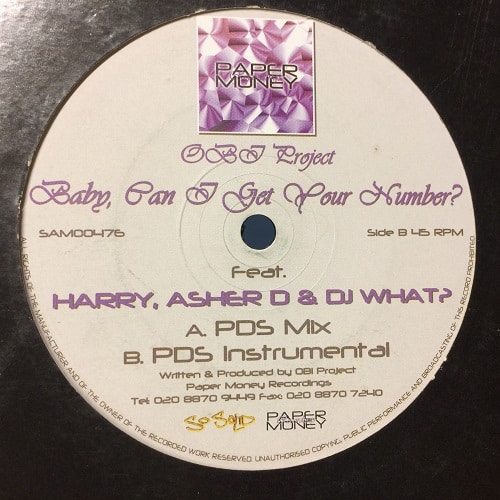 PAPER
MONEY
OBI Project
Baby, Can I Get Your Number?
SAM00476
Side B 45 RPM
Feat.
HARRY, ASHER D & DJ WHAT?
A. PDS Mix
B. PDS Instrumental
Written & Produced by OBI Project
Paper Money Recordings
Tel: 020 8870 9449 Fax: 020 8870 7240
SO SOLID
PAPER
MONEY
ALL RIGHTS OF THE MANUFACTURER AND OF THE OWNER OF THE RECORDED WORK RESERVED. UNAUTHORISED COPYING, PUBLIC PERFORMANCE AND BROADCASTING OF THIS RECORD PROHIBITED